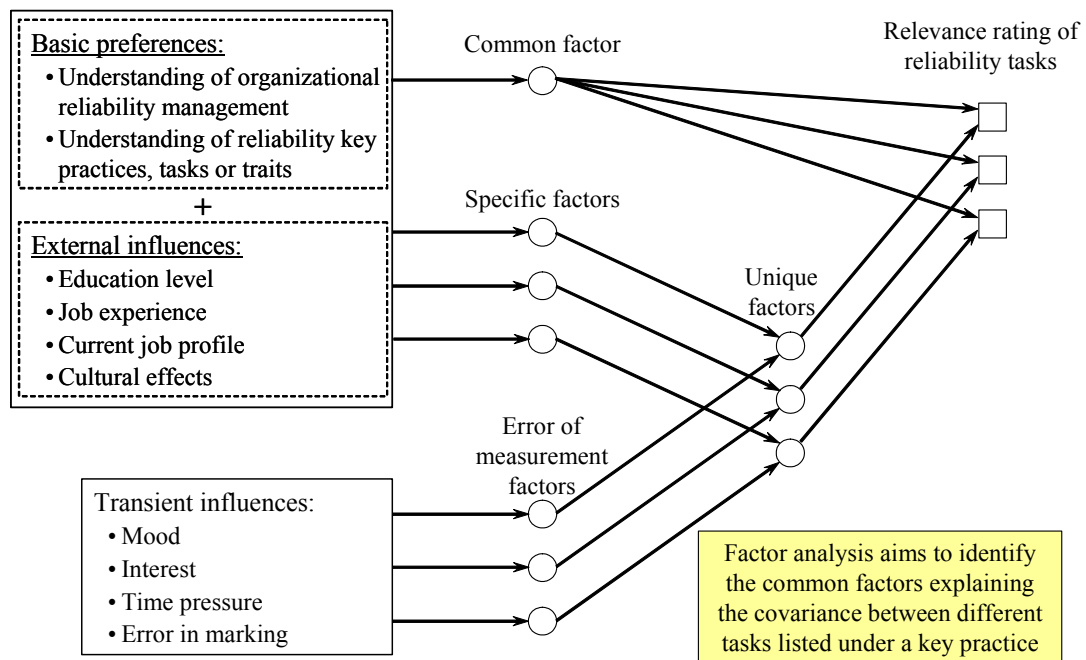 Basic preferences:
• Understanding of organizational
reliability management
• Understanding of reliability key
practices, tasks or traits
+
External influences:
• Education level
• Job experience
• Current job profile
• Cultural effects
Transient influences:
• Mood
• Interest
• Time pressure
• Error in marking
Common factor
Specific factors
Error of
measurement
factors
Unique
factors
Relevance rating of
reliability tasks
Factor analysis aims to identify
the common factors explaining
the covariance between different
tasks listed under a key practice